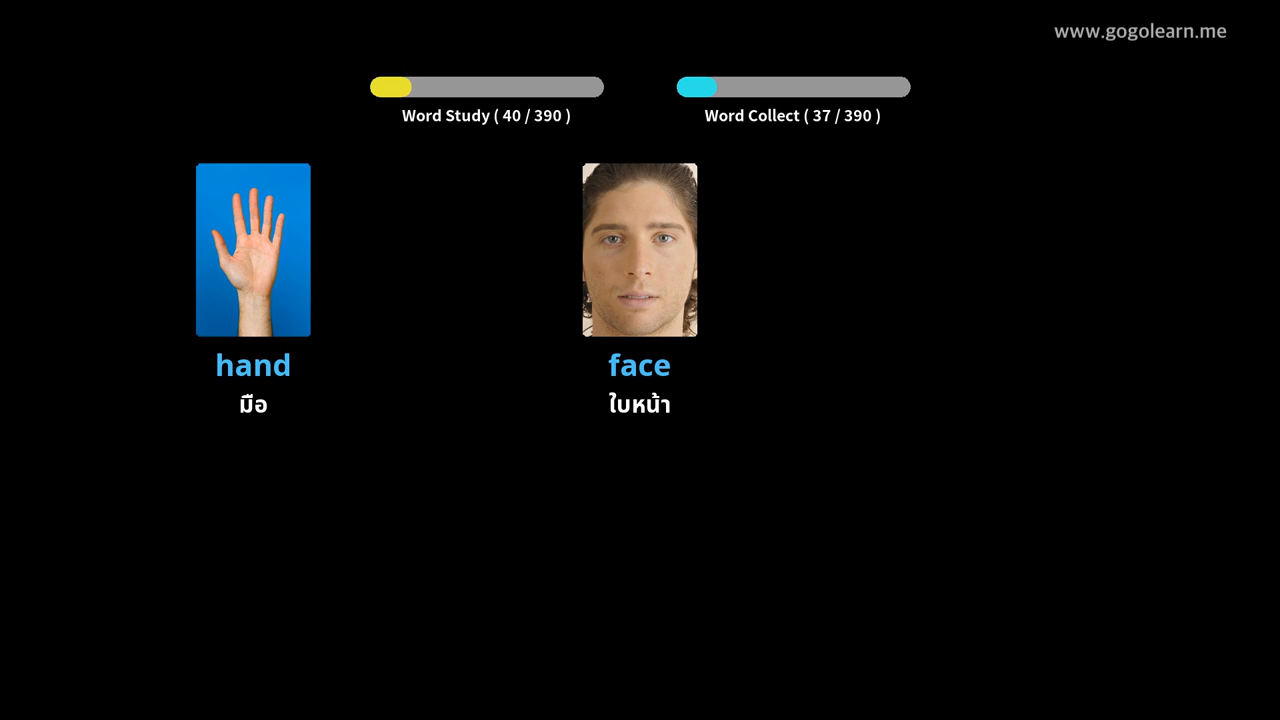 www.gogolearn.me
Word Study ( 40 / 390 )
Word Collect ( 37 / 390 )
hand
มือ
face
ใบหน้า